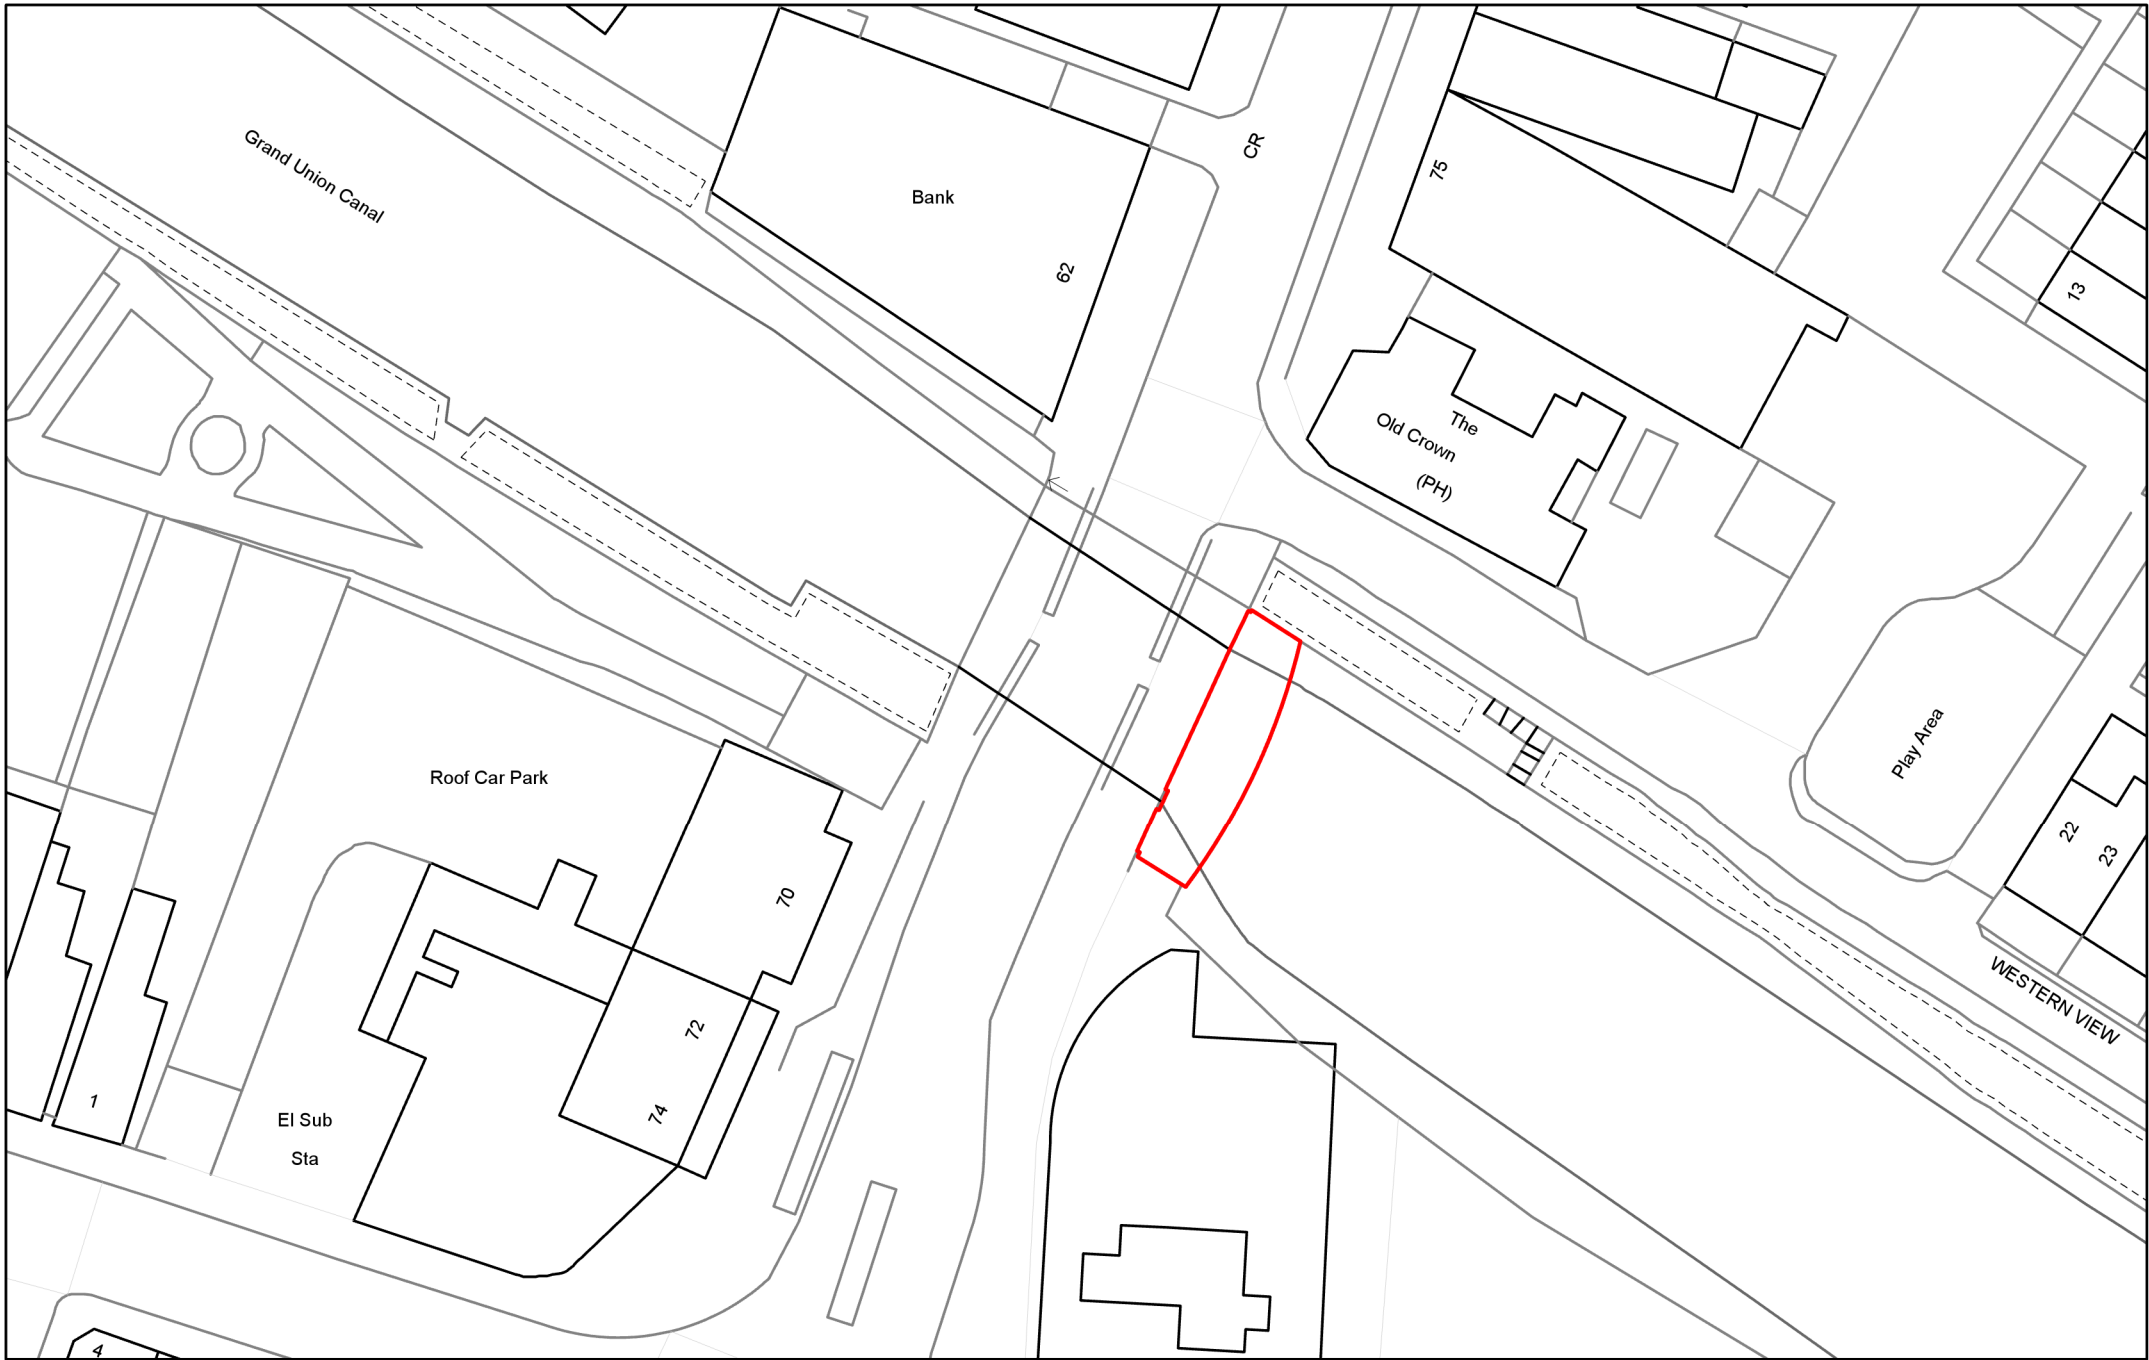 Grand Union Canal
Bank
62
CR
75
13
The
Old Crown
(PH)
Roof Car Park
70
72
74
1
El Sub
Sta
4
Play Area
22
23
WESTERN VIEW